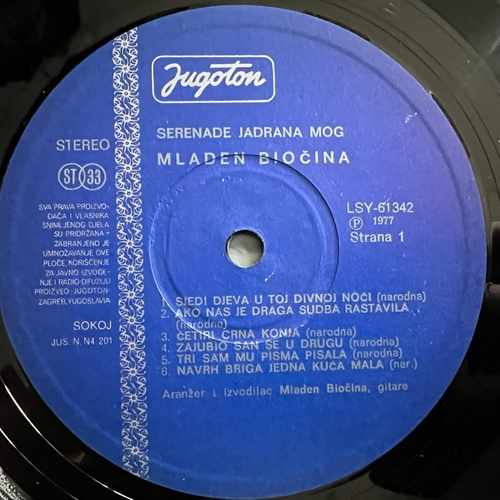 Jugoton
SERENADE JADRANA MOG
MLADEN BIOČINA
STEREO
ST 33
SVA PRAVA PROIZVO-
ĐAČA I VLASNIKA
SNIMLJENOG DJELA
SU PRIDRŽANA -
ZABRANJENO JE
UMNOŽAVANJE OVE
PLOČE, KORIŠĆENJE
ZA JAVNO IZVOĐE-
NJE I RADIO-DIFUZIJU
PROIZVEO -JUGOTON-
ZAGREB, YUGOSLAVIA
SOKOJ
JUS. N. N4 201
LSY-61342
Ⓟ 1977
Strana 1
1. SJEDI DJEVA U TOJ DIVNOJ NOĆI (narodna)
2. AKO NAS JE DRAGA SUDBA RASTAVILA
(narodna)
3. ČETIRI CRNA KONJA (narodna)
4. ZAJUBIO SAN SE U DRUGU (narodna)
5. TRI SAM MU PISMA PISALA (narodna)
6. NAVRH BRIGA JEDNA KUĆA MALA (nar.)
Aranžer i izvodilac Mladen Biočina, gitare